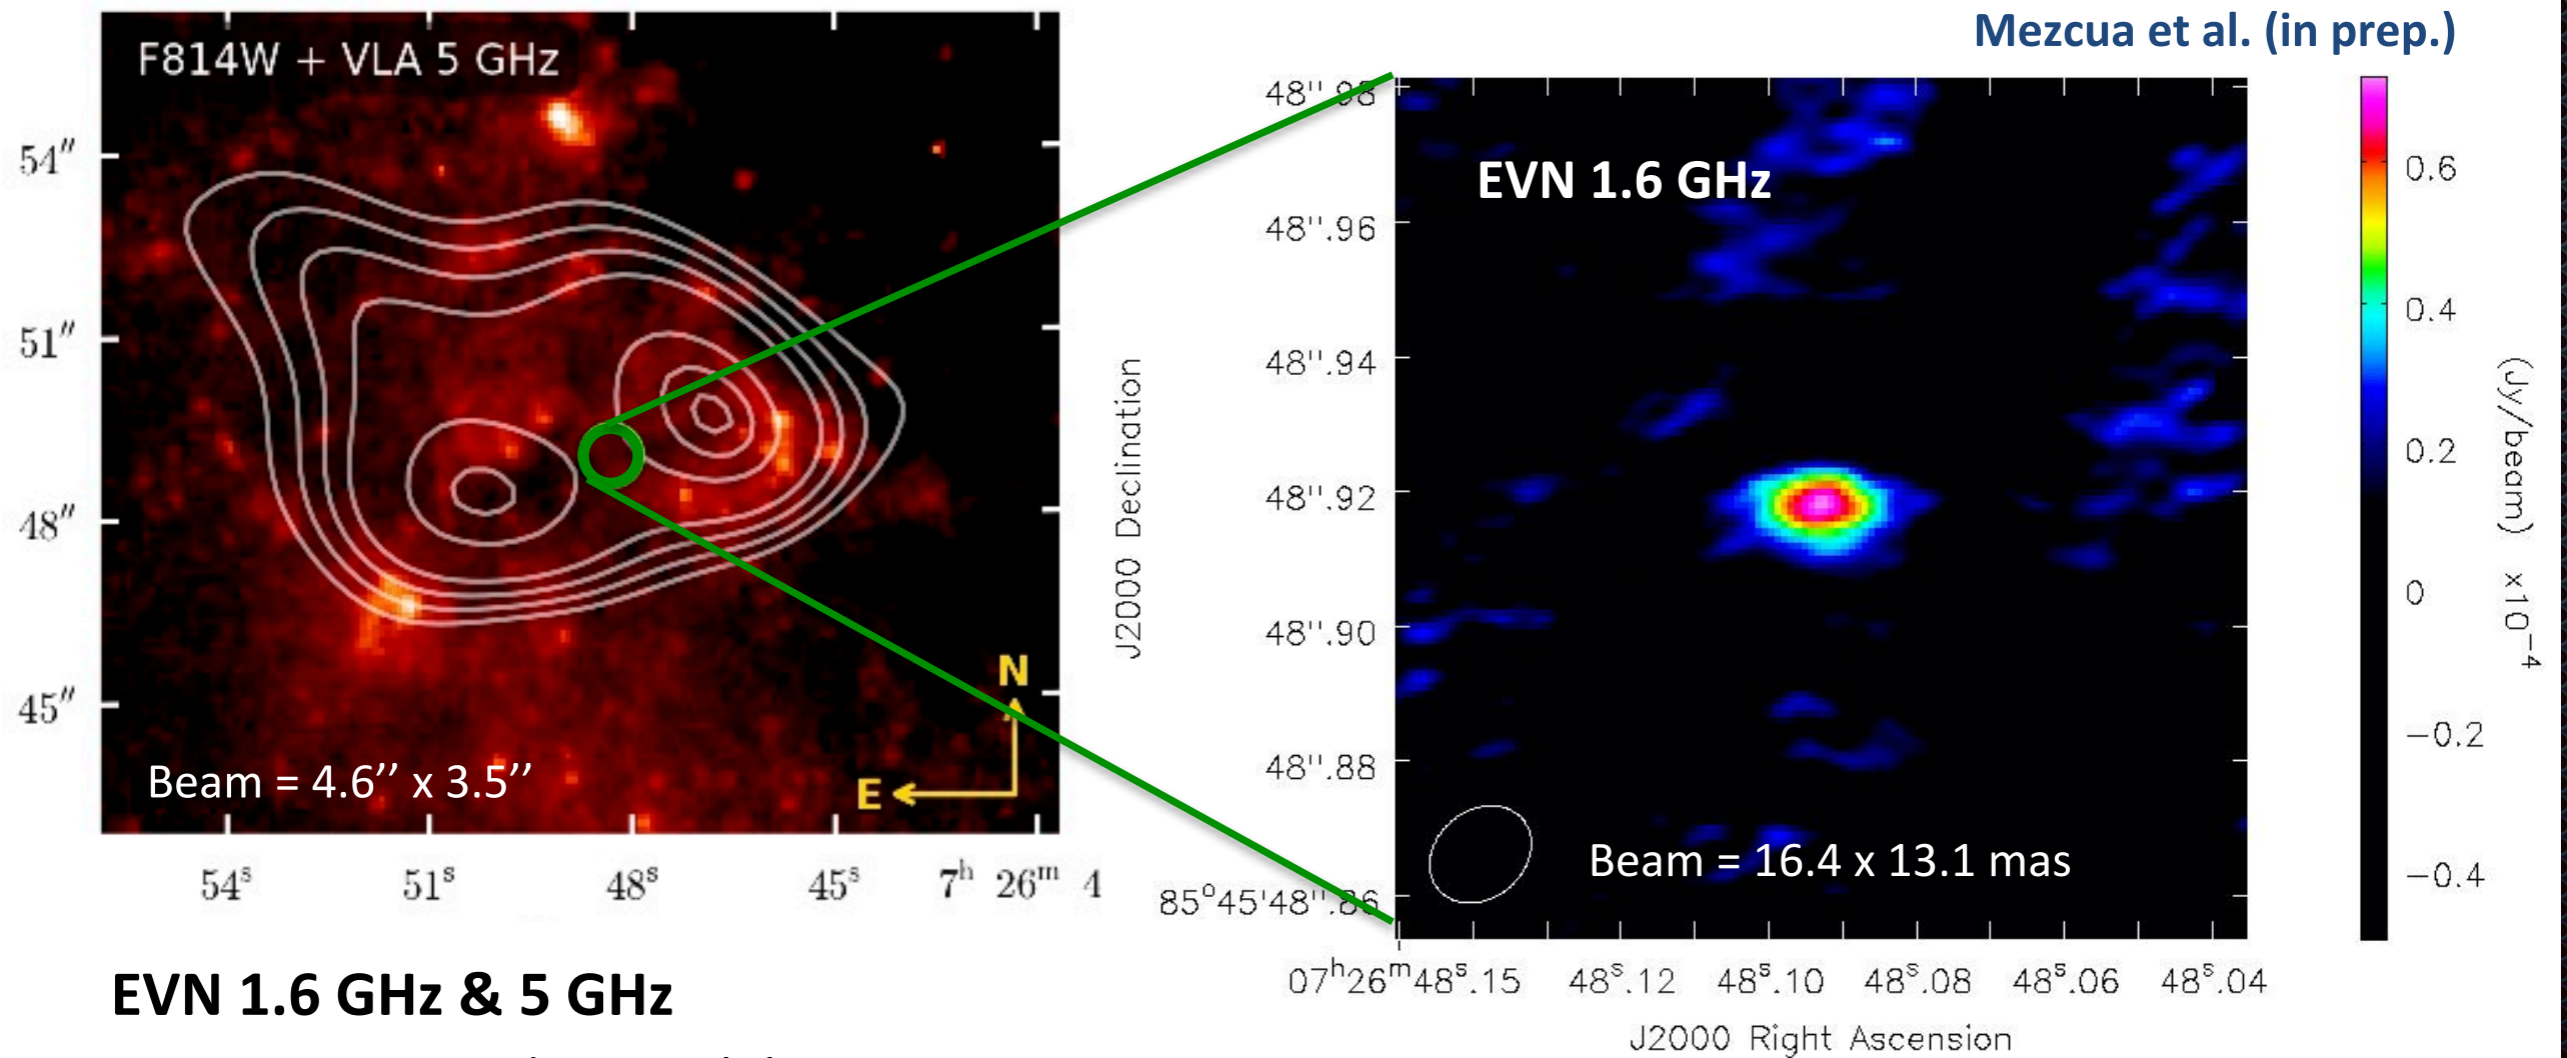 Mezcua et al. (in prep.)
F814W + VLA 5 GHz
54″
51″
48″
45″
N
E
Beam = 4.6’’ x 3.5’’
54ˢ 51ˢ 48ˢ 45ˢ 7ʰ 26ᵐ 4
EVN 1.6 GHz
J2000 Declination
48".98
48".96
48".94
48".92
48".90
48".88
85°45'48".86
Beam = 16.4 x 13.1 mas
07ʰ26ᵐ48ˢ.15 48ˢ.12 48ˢ.10 48ˢ.08 48ˢ.06 48ˢ.04
J2000 Right Ascension
0.6
0.4
0.2
0
−0.2
−0.4
(Jy/beam) x10⁻⁴
EVN 1.6 GHz & 5 GHz